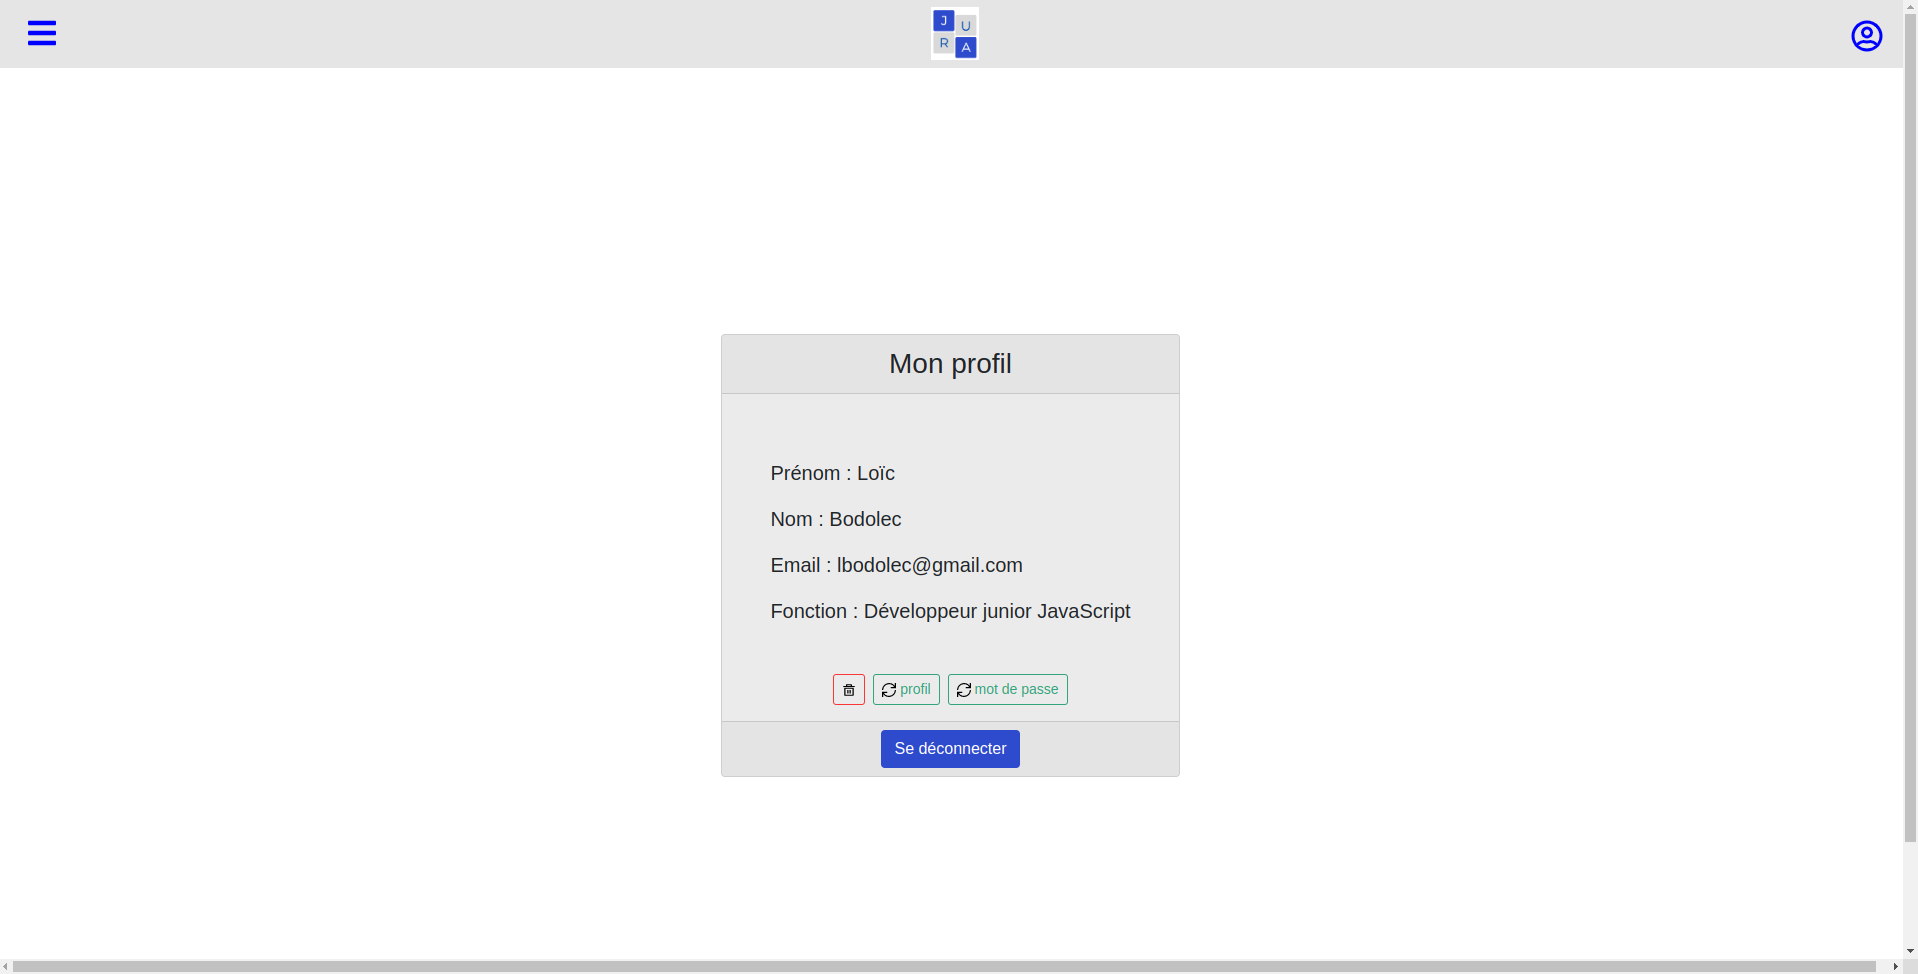 J U
R A
Mon profil
Prénom : Loïc
Nom : Bodolec
Email : lbodolec@gmail.com
Fonction : Développeur junior JavaScript
profil mot de passe
Se déconnecter